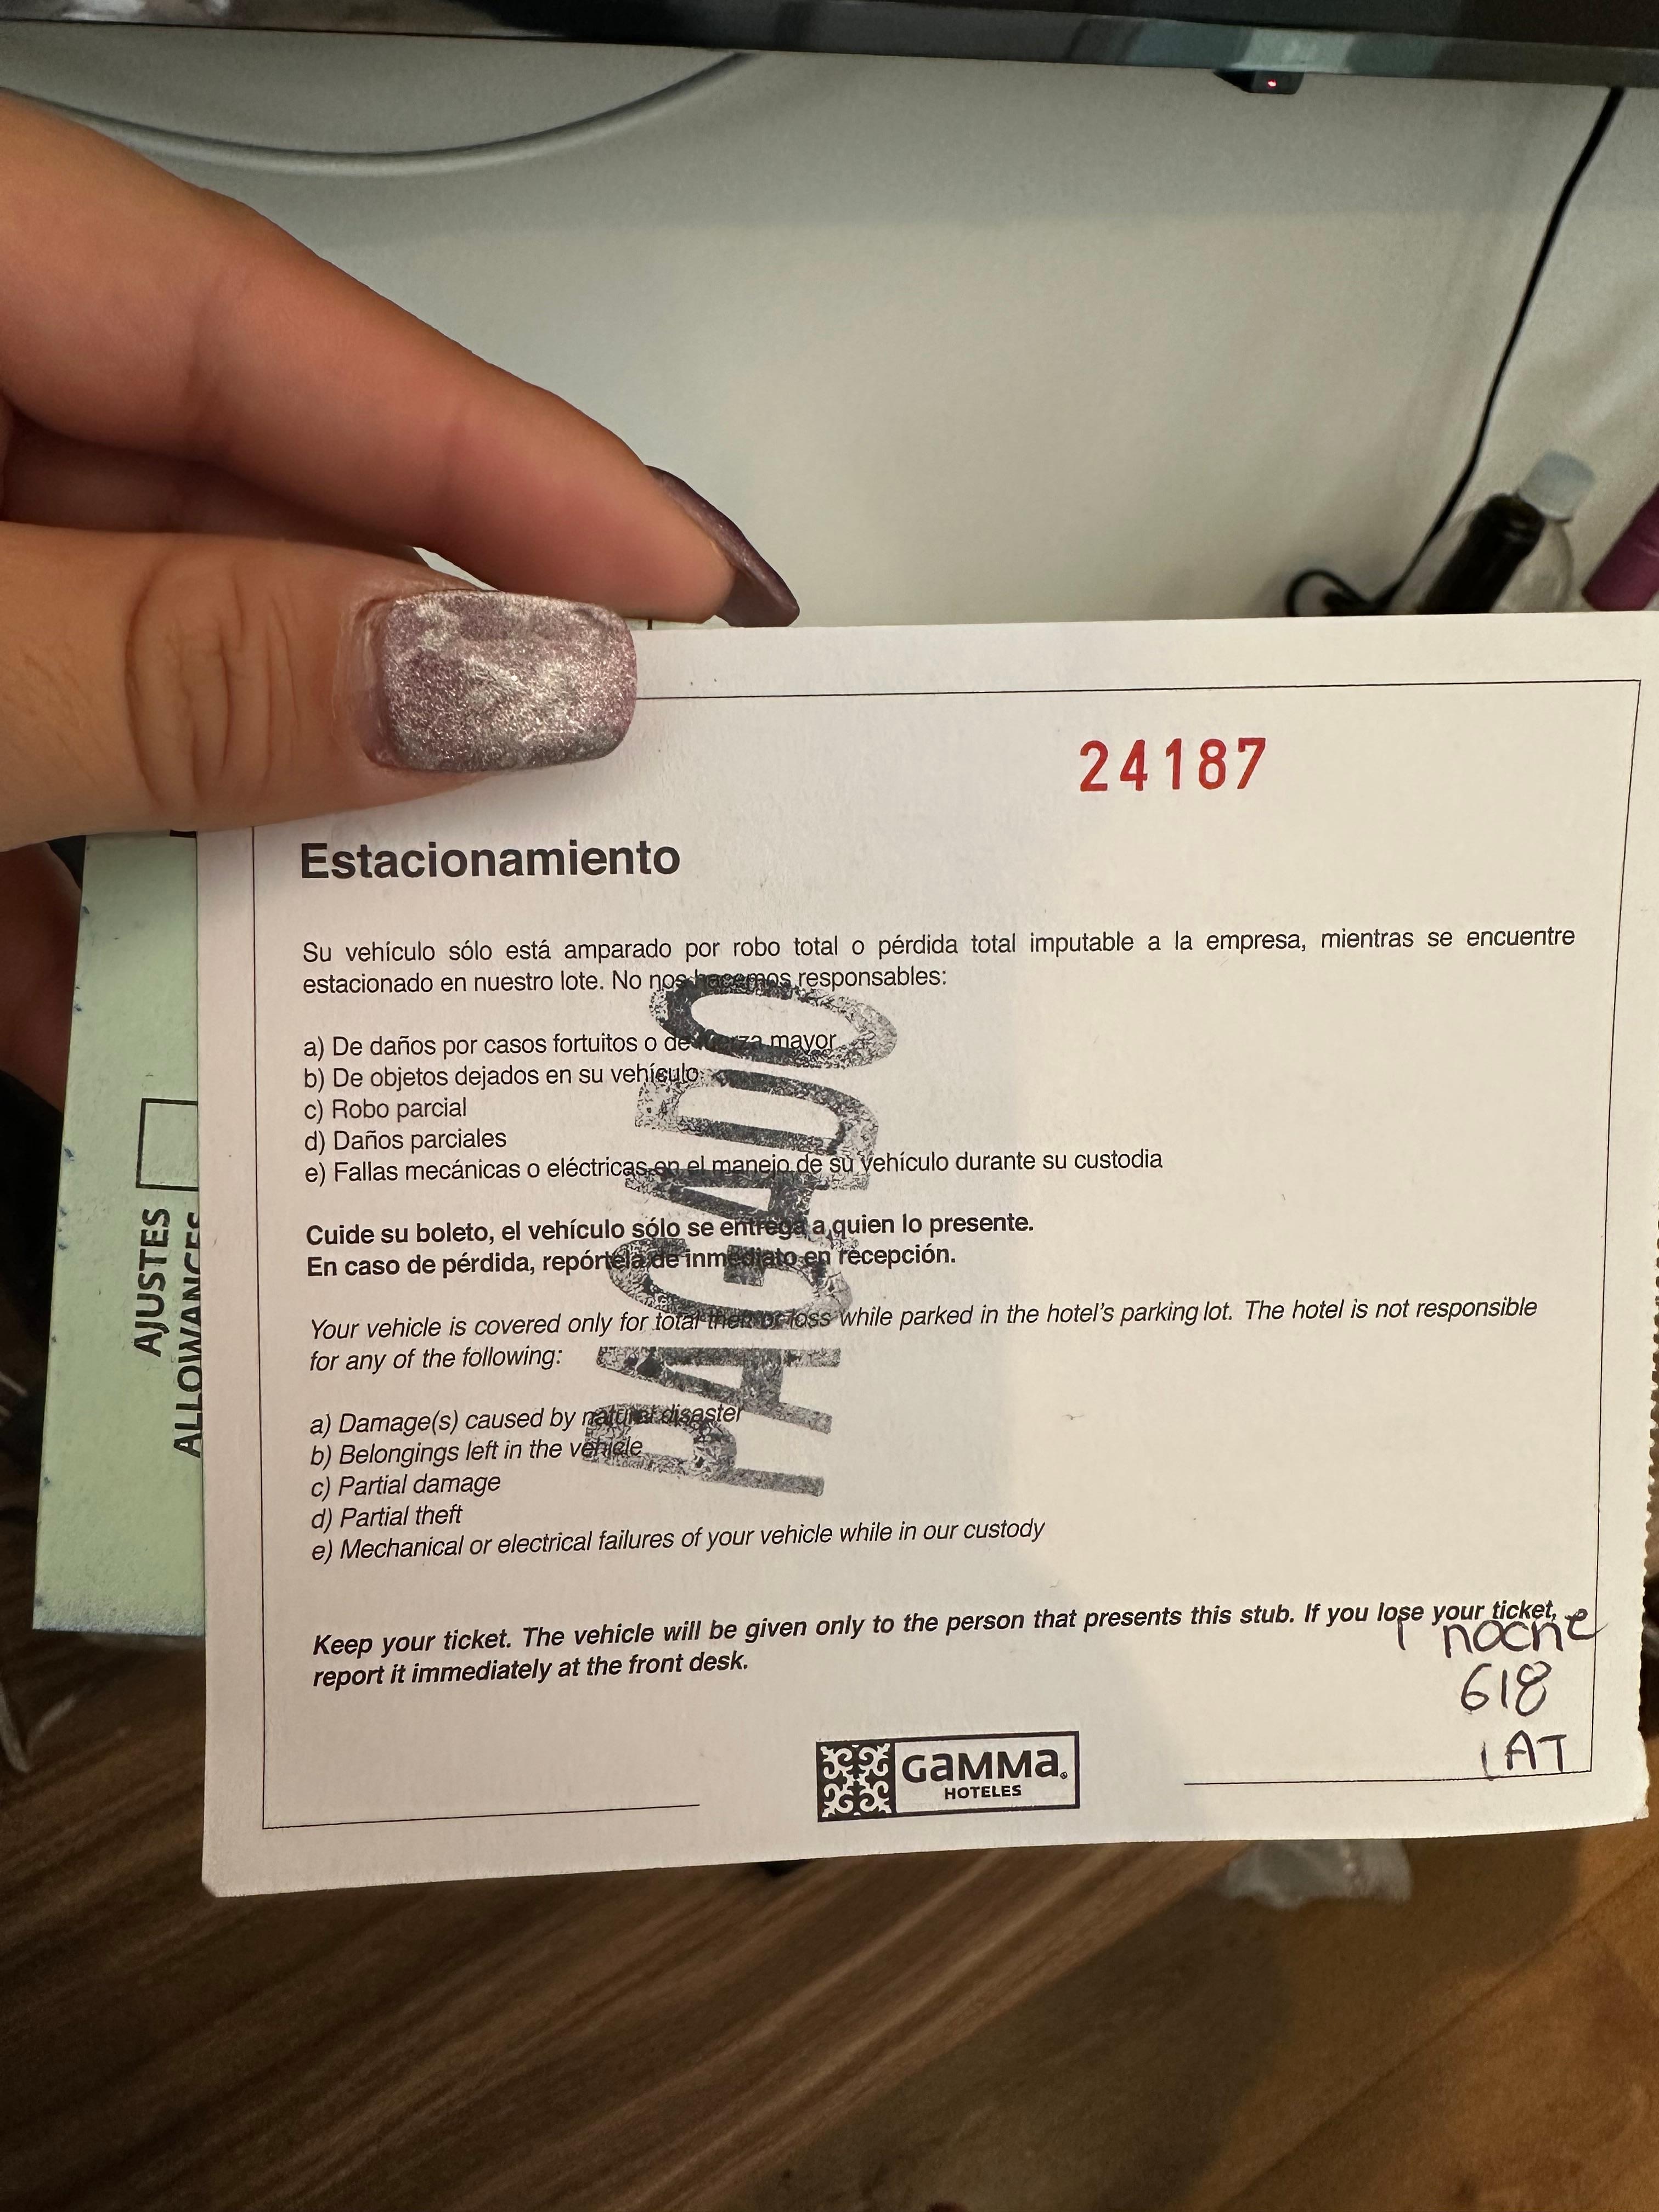 24187
Estacionamiento
Su vehículo sólo está amparado por robo total o pérdida total imputable a la empresa, mientras se encuentre
estacionado en nuestro lote. No nos hacemos responsables:
a) De daños por casos fortuitos o de fuerza mayor
b) De objetos dejados en su vehículo
c) Robo parcial
d) Daños parciales
e) Fallas mecánicas o eléctricas en el manejo de su vehículo durante su custodia
Cuide su boleto, el vehículo sólo se entrega a quien lo presente.
En caso de pérdida, repórtela de inmediato en recepción.
Your vehicle is covered only for total theft or loss while parked in the hotel's parking lot. The hotel is not responsible
for any of the following:
a) Damage(s) caused by natural disaster
b) Belongings left in the vehicle
c) Partial damage
d) Partial theft
e) Mechanical or electrical failures of your vehicle while in our custody
Keep your ticket. The vehicle will be given only to the person that presents this stub. If you lose your ticket,
report it immediately at the front desk.
1 noche
618
1 AT
GAMMA
HOTELES
PAGADO
AJUSTES
ALLOWANCES